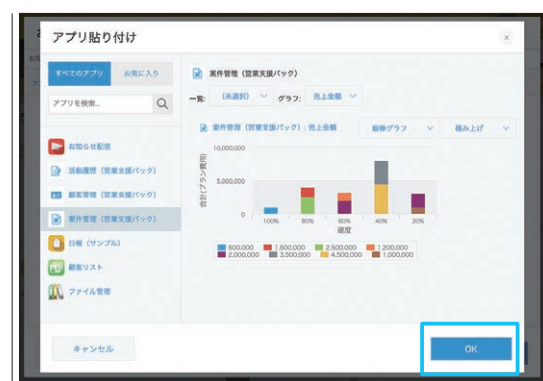 アプリ貼り付け
×
すべてのアプリ
お気に入り
アプリを検索...
お知らせ配信
活動履歴（営業支援パック）
顧客管理（営業支援パック）
案件管理（営業支援パック）
日報（サンプル）
顧客リスト
ファイル管理
案件管理（営業支援パック）
一覧: （未選択） グラフ: 売上金額
案件管理（営業支援パック）: 売上金額
縦棒グラフ
積み上げ
合計(プラン費用)
10,000,000
5,000,000
0
100% 80% 60% 40% 20%
確度
500,000 1,500,000 2,500,000 1,200,000
2,000,000 3,500,000 4,500,000 1,000,000
キャンセル
OK